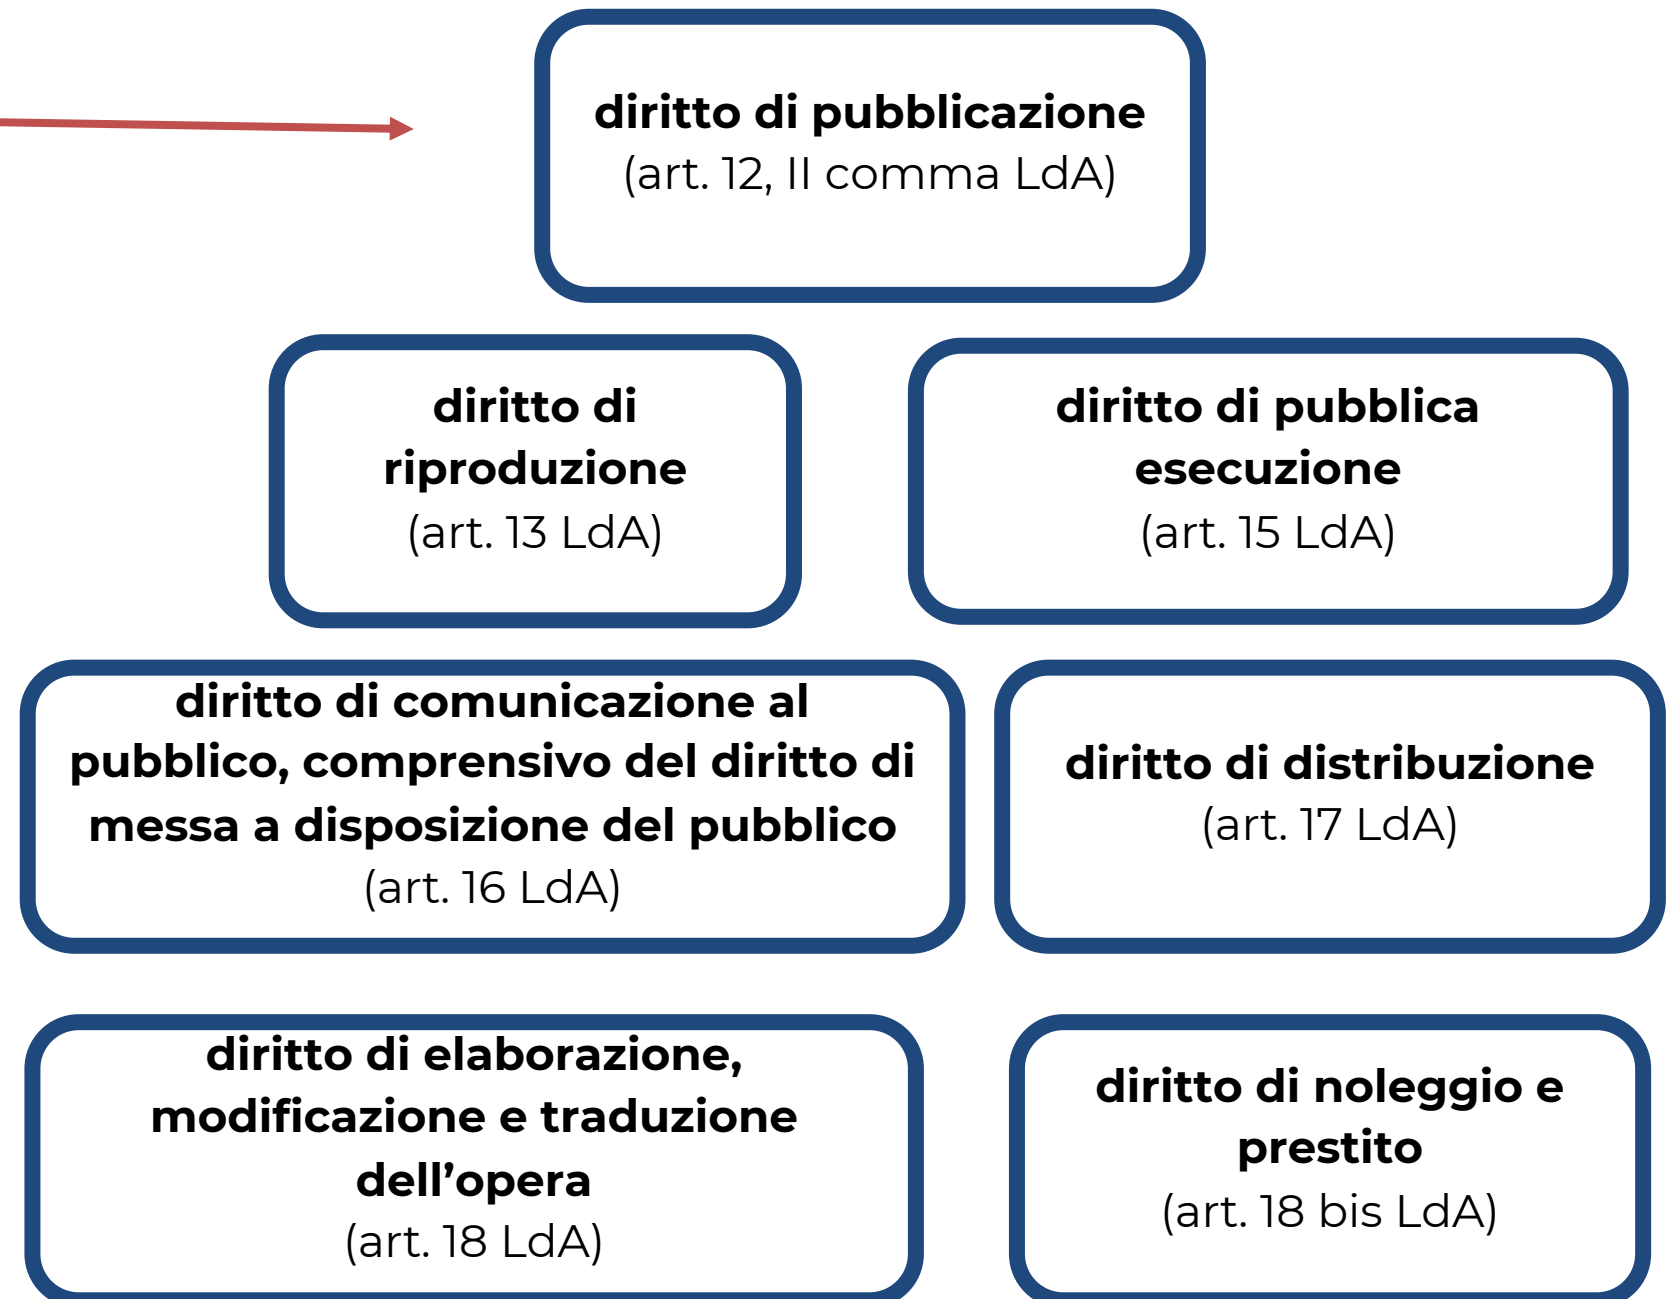 diritto di pubblicazione
(art. 12, II comma LdA)
diritto di
riproduzione
(art. 13 LdA)
diritto di pubblica
esecuzione
(art. 15 LdA)
diritto di comunicazione al
pubblico, comprensivo del diritto di
messa a disposizione del pubblico
(art. 16 LdA)
diritto di distribuzione
(art. 17 LdA)
diritto di elaborazione,
modificazione e traduzione
dell’opera
(art. 18 LdA)
diritto di noleggio e
prestito
(art. 18 bis LdA)